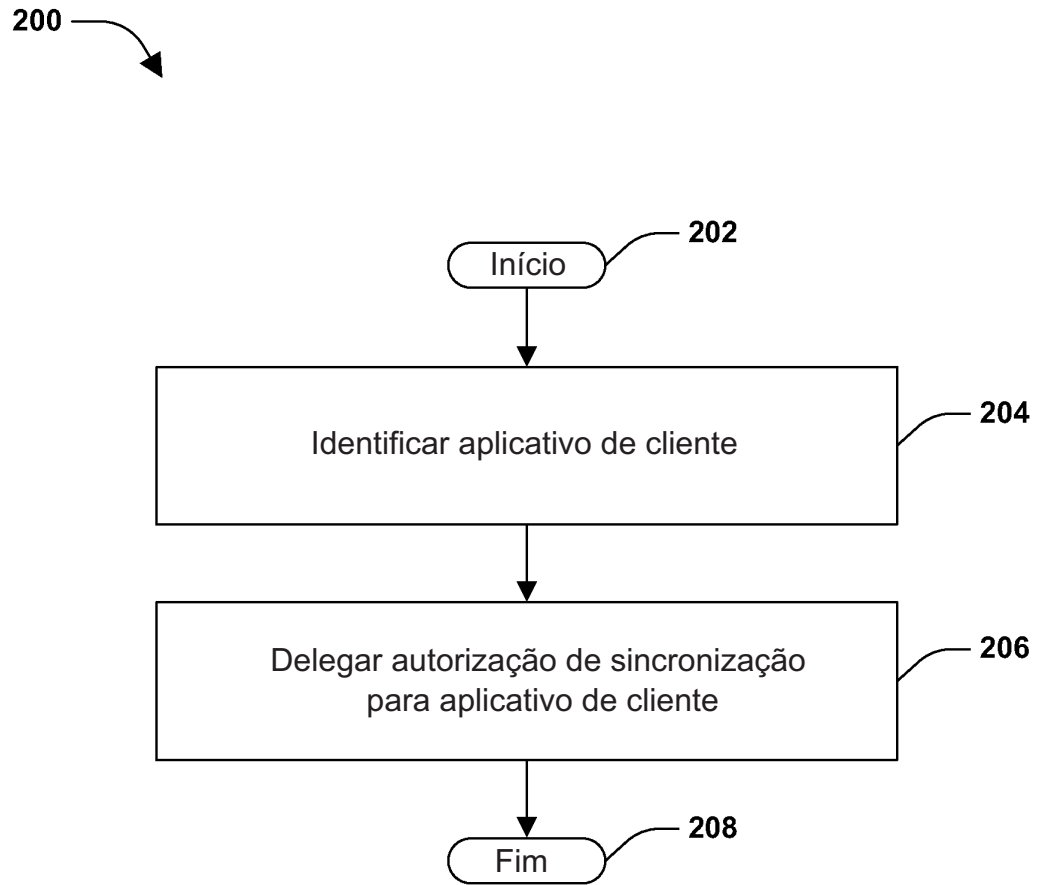 200
202
Início
204
Identificar aplicativo de cliente
206
Delegar autorização de sincronização
para aplicativo de cliente
208
Fim